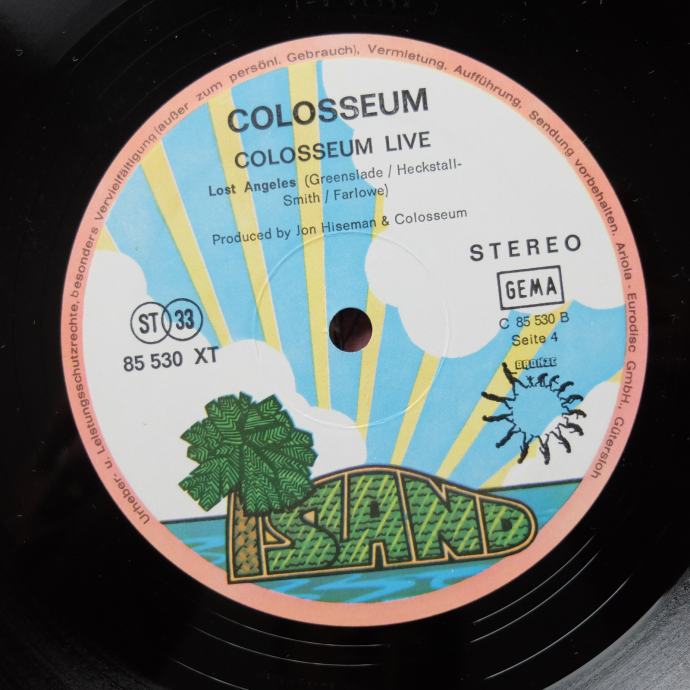 COLOSSEUM
COLOSSEUM LIVE
Lost Angeles (Greenslade / Heckstall-
Smith / Farlowe)
Produced by Jon Hiseman & Colosseum
STEREO
GEMA
C 85 530 B
Seite 4
BRONZE
ST 33
85 530 XT
ISLAND
Urheber- u. Leistungsschutzrechte, besonders Vervielfältigung (außer zum persönl. Gebrauch), Vermietung, Aufführung, Sendung vorbehalten. Ariola - Eurodisc GmbH., Gütersloh